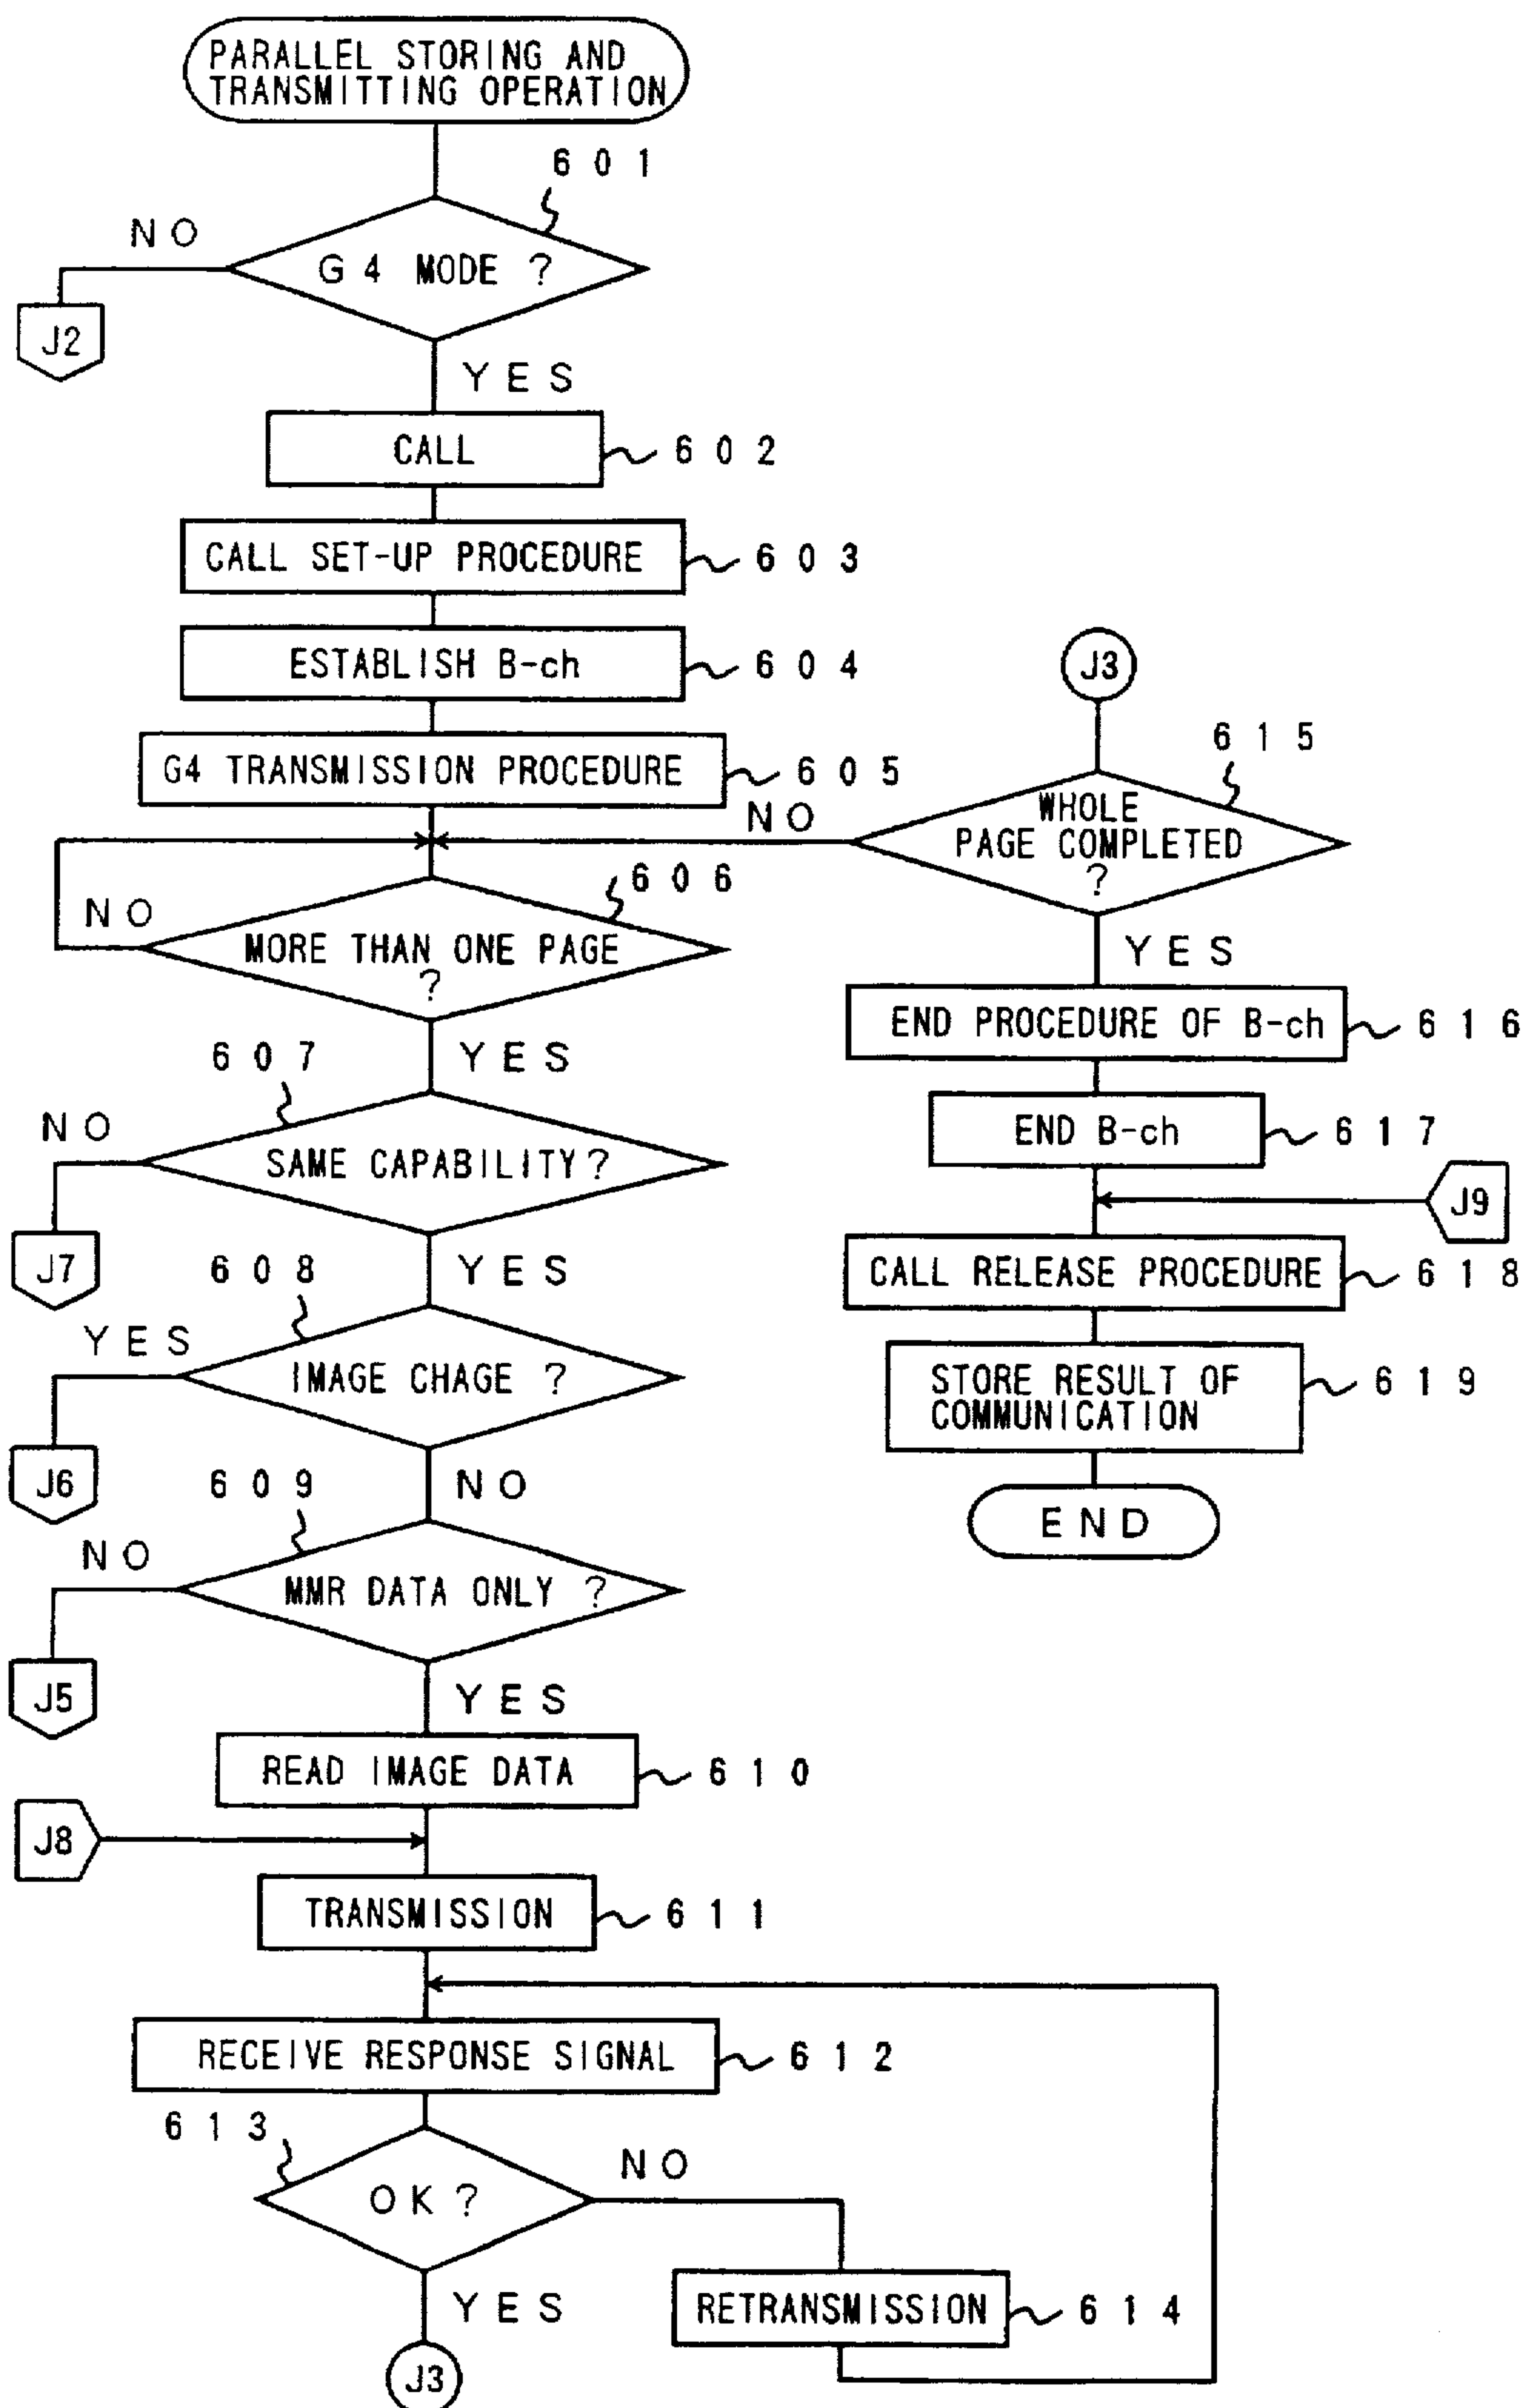 PARALLEL STORING AND
TRANSMITTING OPERATION
601
NO
G4 MODE ?
J2
YES
CALL
602
CALL SET-UP PROCEDURE
603
ESTABLISH B-ch
604
G4 TRANSMISSION PROCEDURE
605
606
NO
MORE THAN ONE PAGE
?
YES
607
NO
SAME CAPABILITY?
J7
YES
608
YES
IMAGE CHAGE ?
J6
NO
609
NO
MMR DATA ONLY ?
J5
YES
READ IMAGE DATA
610
J8
TRANSMISSION
611
RECEIVE RESPONSE SIGNAL
612
613
OK?
NO
RETRANSMISSION
614
YES
J3
J3
615
NO
WHOLE
PAGE COMPLETED
?
YES
END PROCEDURE OF B-ch
616
END B-ch
617
J9
CALL RELEASE PROCEDURE
618
STORE RESULT OF
COMMUNICATION
619
END